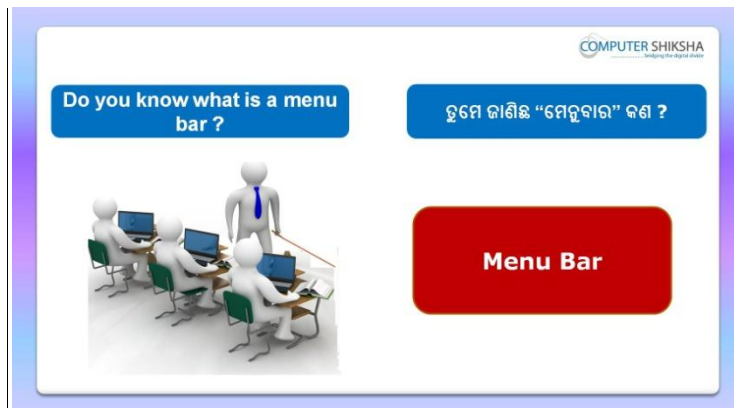 COMPUTER SHIKSHA
bridging the digital divide
Do you know what is a menu
bar ?
ତୁମେ ଜାଣିଛ “ମେନୁବାର” କଣ ?
Menu Bar